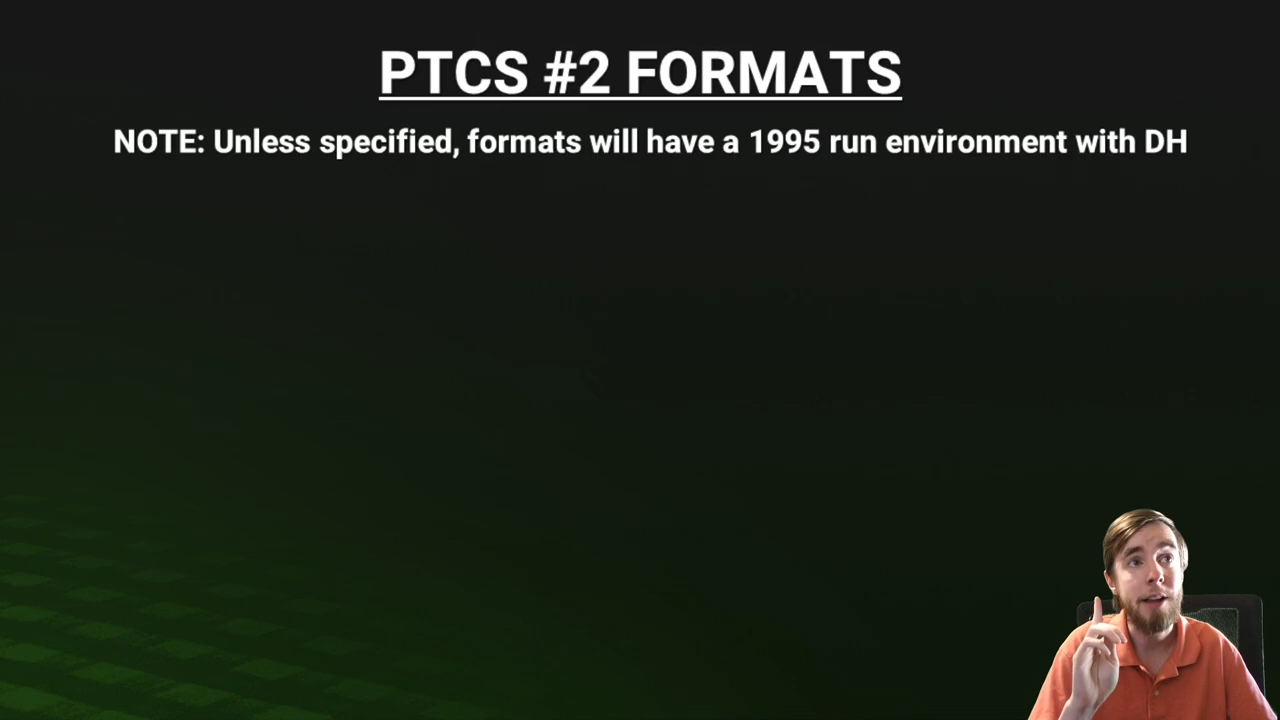 PTCS #2 FORMATS
NOTE: Unless specified, formats will have a 1995 run environment with DH